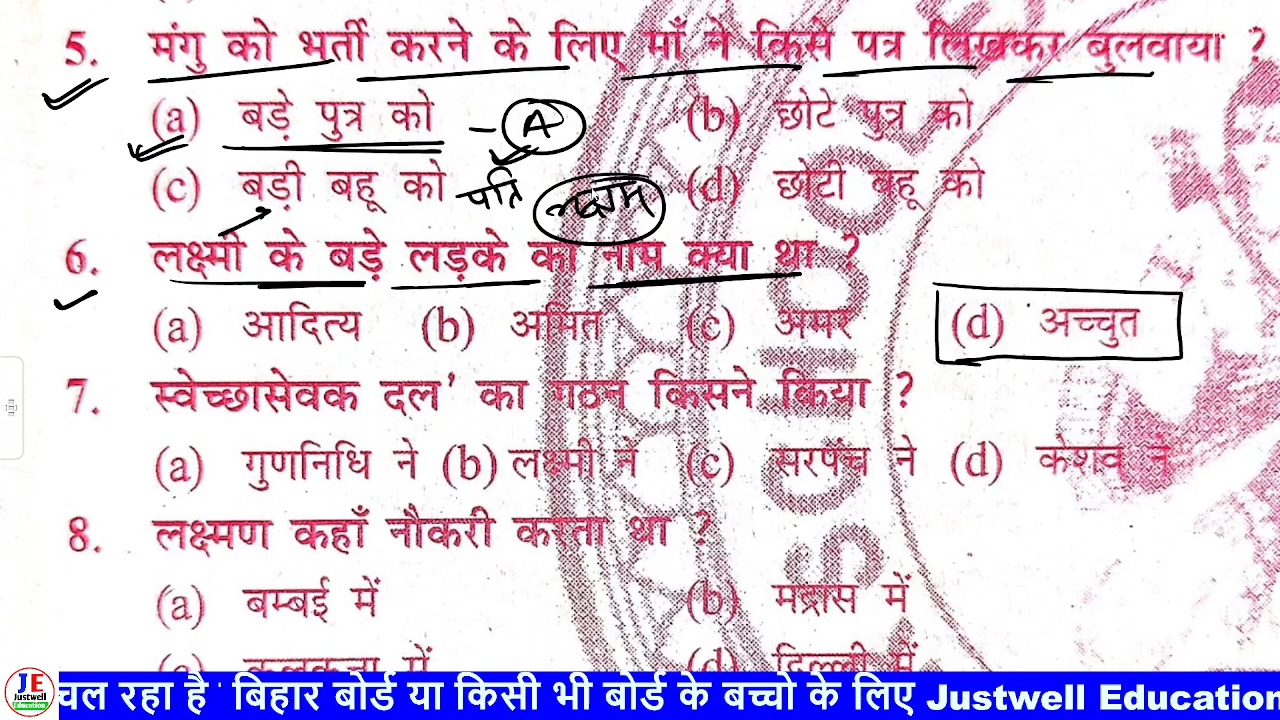 5. मंगु को भर्ती करने के लिए माँ ने किसे पत्र लिखकर बुलवाया ?
(a) बड़े पुत्र को - A (b) छोटे पुत्र को
(c) बड़ी बहू को (d) छोटी बहू को
6. लक्ष्मी के बड़े लड़के का नाम क्या था ?
(a) आदित्य (b) अमित (c) अमर (d) अच्चुत
7. स्वेच्छासेवक दल' का गठन किसने किया ?
(a) गुणनिधि ने (b) लक्ष्मी ने (c) सरपंच ने (d) केशव ने
8. लक्ष्मण कहाँ नौकरी करता था ?
(a) बम्बई में (b) मद्रास में
JE Justwell Education
चल रहा है ' बिहार बोर्ड या किसी भी बोर्ड के बच्चो के लिए Justwell Education